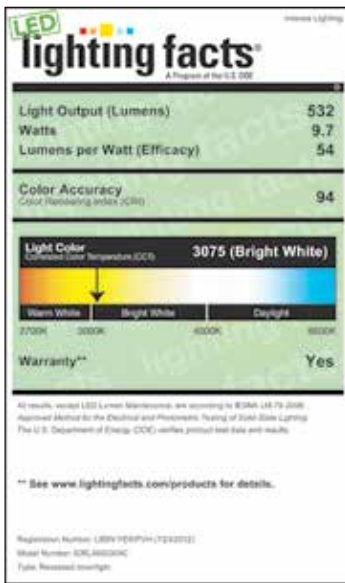 LED
lighting facts®
A Program of the U.S. DOE
Light Output (Lumens) 532
Watts 9.7
Lumens per Watt (Efficacy) 54
Color Accuracy 94
Color Rendering Index (CRI)
Light Color 3075 (Bright White)
Correlated Color Temperature (CCT)
Warm White Bright White Daylight
2700K 3000K 4500K 6500K
Warranty** Yes
All results, except LED Lumen Maintenance, are according to IESNA LM-79-2008:
Approved Method for the Electrical and Photometric Testing of Solid-State Lighting.
The U.S. Department of Energy (DOE) verifies product test data and results.
** See www.lightingfacts.com/products for details.
Registration Number: (7/23/2012)
Model Number:
Type: Recessed downlight